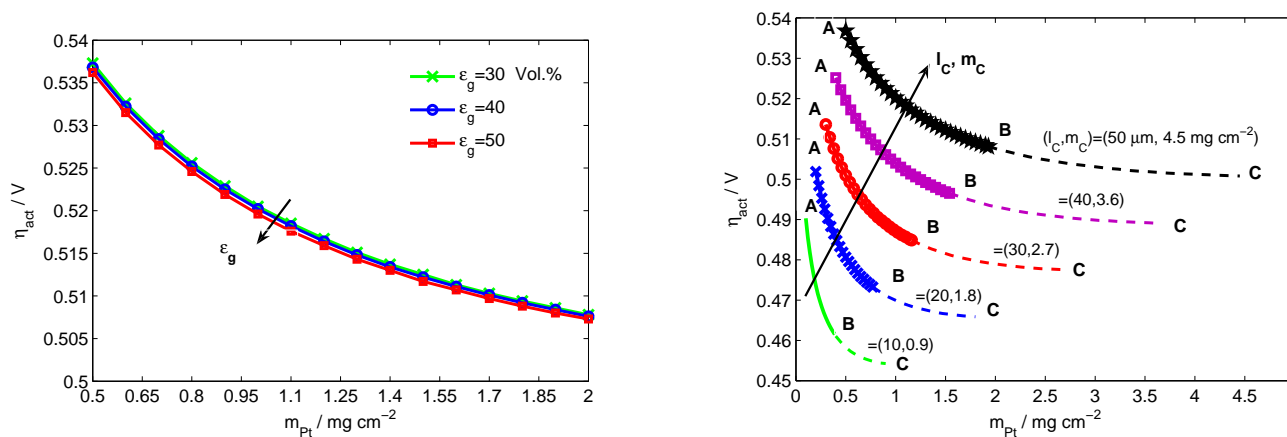 0.54
0.535
0.53
0.525
0.52
0.515
0.51
0.505
0.5
η_act / V
0.5 0.65 0.8 0.95 1.1 1.25 1.4 1.55 1.7 1.85 2
m_Pt / mg cm⁻²
ε_g=30 Vol.%
ε_g=40
ε_g=50
ε_g
0.54
0.53
0.52
0.51
0.5
0.49
0.48
0.47
0.46
0.45
η_act / V
0 0.5 1 1.5 2 2.5 3 3.5 4 4.5 5
m_Pt / mg cm⁻²
l_C, m_C
A
B
(l_C,m_C)=(50 μm, 4.5 mg cm⁻²)
C
A
B
=(40,3.6)
C
A
B
=(30,2.7)
C
A
B
=(20,1.8)
C
A
B
=(10,0.9)
C